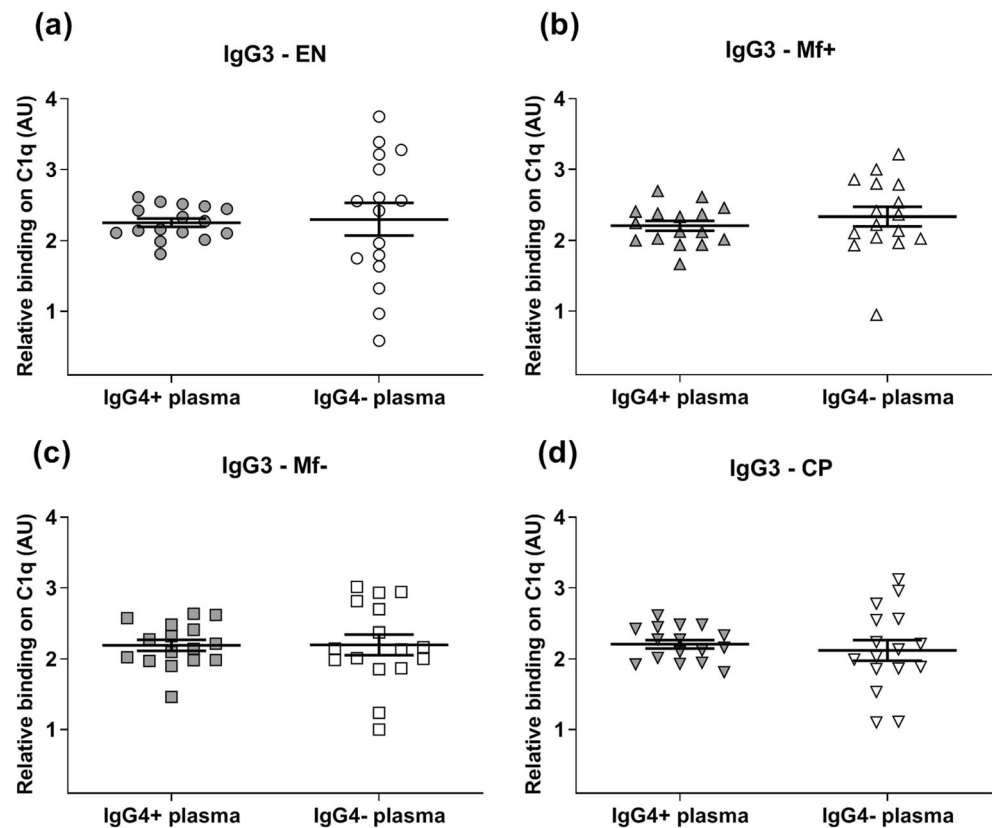 (a)
IgG3 - EN
Relative binding on C1q (AU)
4
3
2
1
IgG4+ plasma IgG4- plasma
(b)
IgG3 - Mf+
Relative binding on C1q (AU)
4
3
2
1
IgG4+ plasma IgG4- plasma
(c)
IgG3 - Mf-
Relative binding on C1q (AU)
4
3
2
1
IgG4+ plasma IgG4- plasma
(d)
IgG3 - CP
Relative binding on C1q (AU)
4
3
2
1
IgG4+ plasma IgG4- plasma